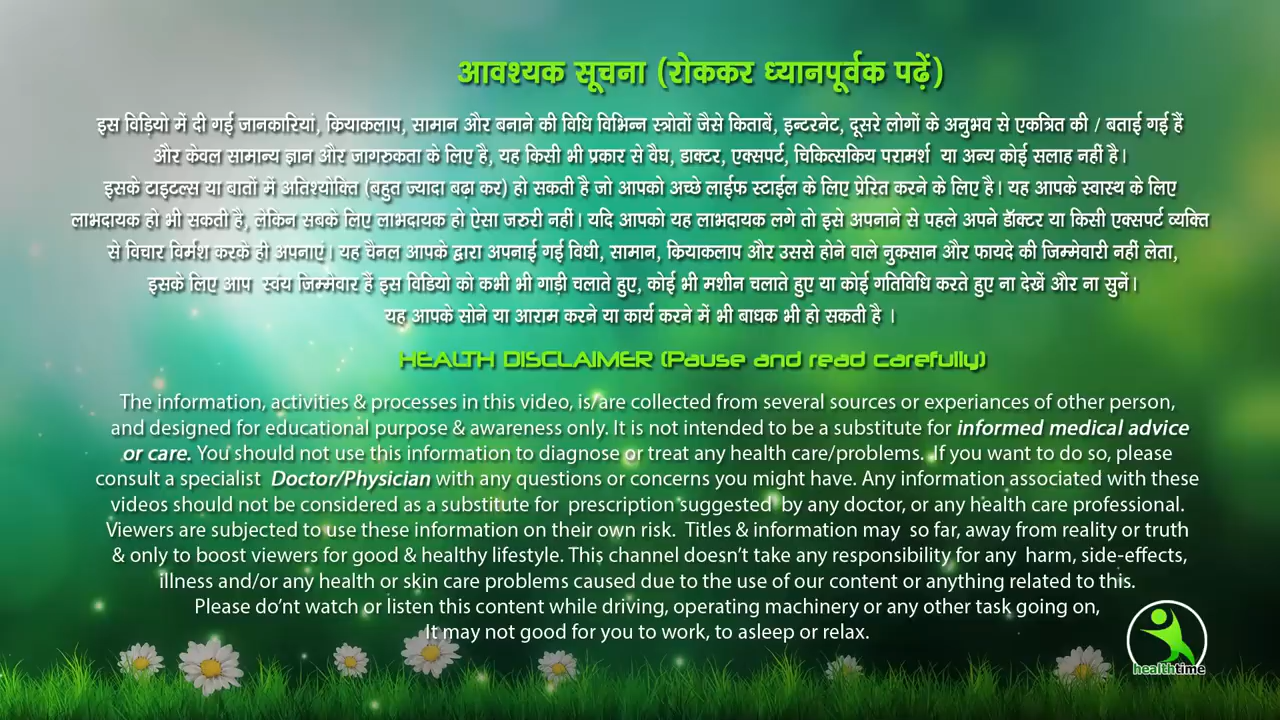 आवश्यक सूचना (रोककर ध्यानपूर्वक पढ़ें)
इस विड़ियो में दी गई जानकारियां, क्रियाकलाप, सामान और बनाने की विधि विभिन्न स्त्रोतों जैसे किताबें, इन्टरनेट, दूसरे लोगों के अनुभव से एकत्रित की / बताई गई हैं
और केवल सामान्य ज्ञान और जागरुकता के लिए है, यह किसी भी प्रकार से वैघ, डाक्टर, एक्सपर्ट, चिकित्सकिय परामर्श या अन्य कोई सलाह नहीं है।
इसके टाइटल्स या बातों में अतिश्योक्ति (बहुत ज्यादा बढ़ा कर) हो सकती है जो आपको अच्छे लाईफ स्टाईल के लिए प्रेरित करने के लिए है। यह आपके स्वास्थ के लिए
लाभदायक हो भी सकती है, लेकिन सबके लिए लाभदायक हो ऐसा जरुरी नहीं। यदि आपको यह लाभदायक लगे तो इसे अपनाने से पहले अपने डॉक्टर या किसी एक्सपर्ट व्यक्ति
से विचार विर्मश करके ही अपनाएं। यह चैनल आपके द्वारा अपनाई गई विधी, सामान, क्रियाकलाप और उससे होने वाले नुकसान और फायदे की जिम्मेवारी नहीं लेता,
इसके लिए आप स्वंय जिम्मेवार हैं इस विडियो को कभी भी गाड़ी चलाते हुए, कोई भी मशीन चलाते हुए या कोई गतिविधि करते हुए ना देखें और ना सुनें।
यह आपके सोने या आराम करने या कार्य करने में भी बाधक भी हो सकती है ।
HEALTH DISCLAIMER (Pause and read carefully)
The information, activities & processes in this video, is/are collected from several sources or experiances of other person,
and designed for educational purpose & awareness only. It is not intended to be a substitute for informed medical advice
or care. You should not use this information to diagnose or treat any health care/problems. If you want to do so, please
consult a specialist Doctor/Physician with any questions or concerns you might have. Any information associated with these
videos should not be considered as a substitute for prescription suggested by any doctor, or any health care professional.
Viewers are subjected to use these information on their own risk. Titles & information may so far, away from reality or truth
& only to boost viewers for good & healthy lifestyle. This channel doesn't take any responsibility for any harm, side-effects,
illness and/or any health or skin care problems caused due to the use of our content or anything related to this.
Please do'nt watch or listen this content while driving, operating machinery or any other task going on,
It may not good for you to work, to asleep or relax.
healthtime